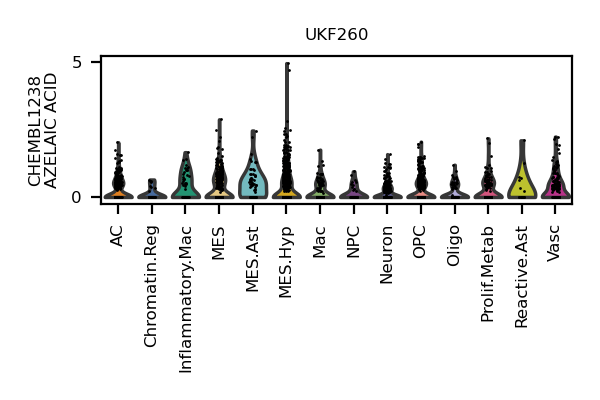 UKF260
CHEMBL1238
AZELAIC ACID
5
0
AC
Chromatin.Reg
Inflammatory.Mac
MES
MES.Ast
MES.Hyp
Mac
NPC
Neuron
OPC
Oligo
Prolif.Metab
Reactive.Ast
Vasc